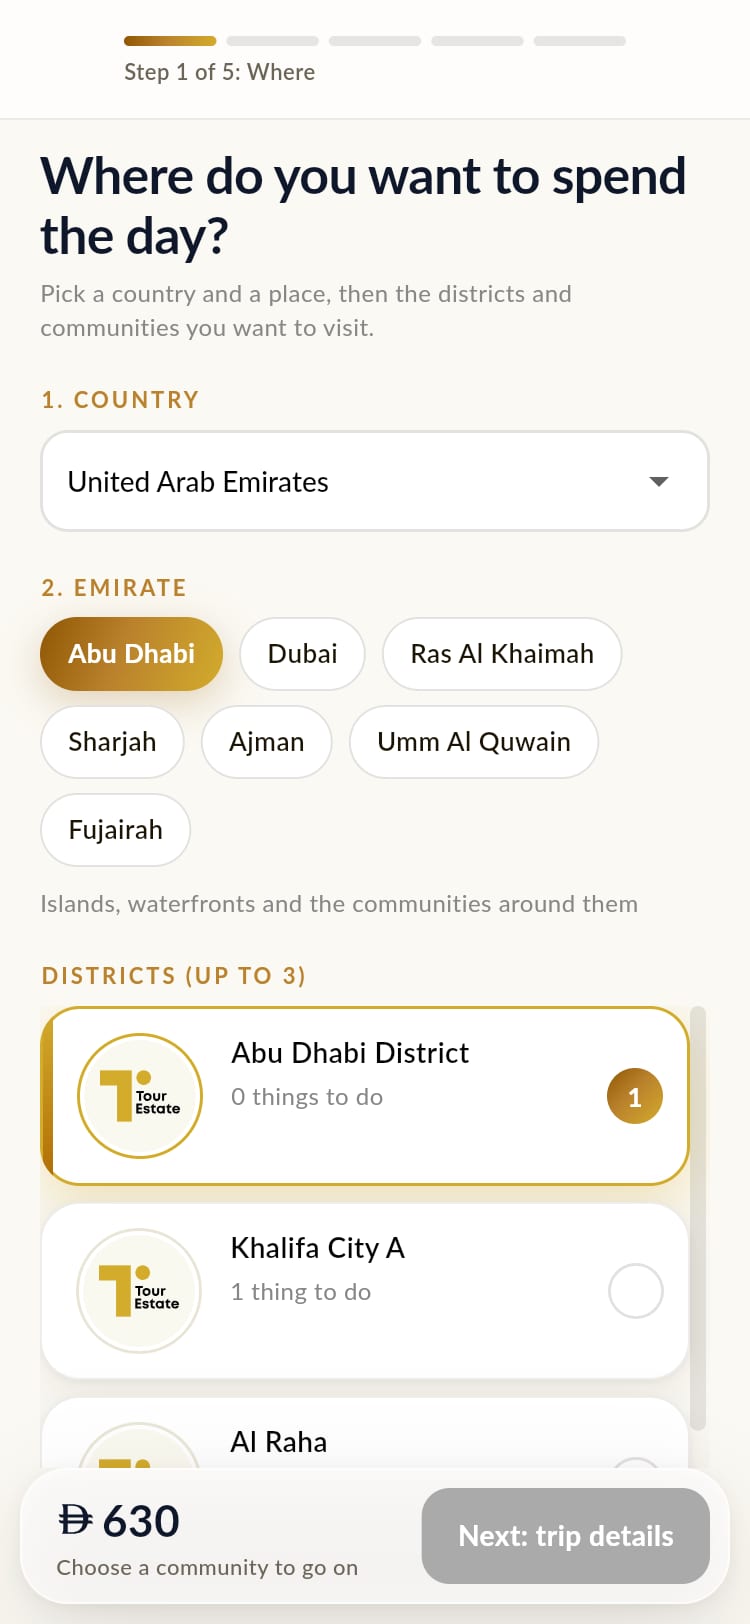 Step 1 of 5: Where
Where do you want to spend
the day?
Pick a country and a place, then the districts and
communities you want to visit.
1. COUNTRY
United Arab Emirates
2. EMIRATE
Abu Dhabi
Dubai
Ras Al Khaimah
Sharjah
Ajman
Umm Al Quwain
Fujairah
Islands, waterfronts and the communities around them
DISTRICTS (UP TO 3)
Tour
Estate
Abu Dhabi District
0 things to do
1
Tour
Estate
Khalifa City A
1 thing to do
Al Raha
630
Choose a community to go on
Next: trip details